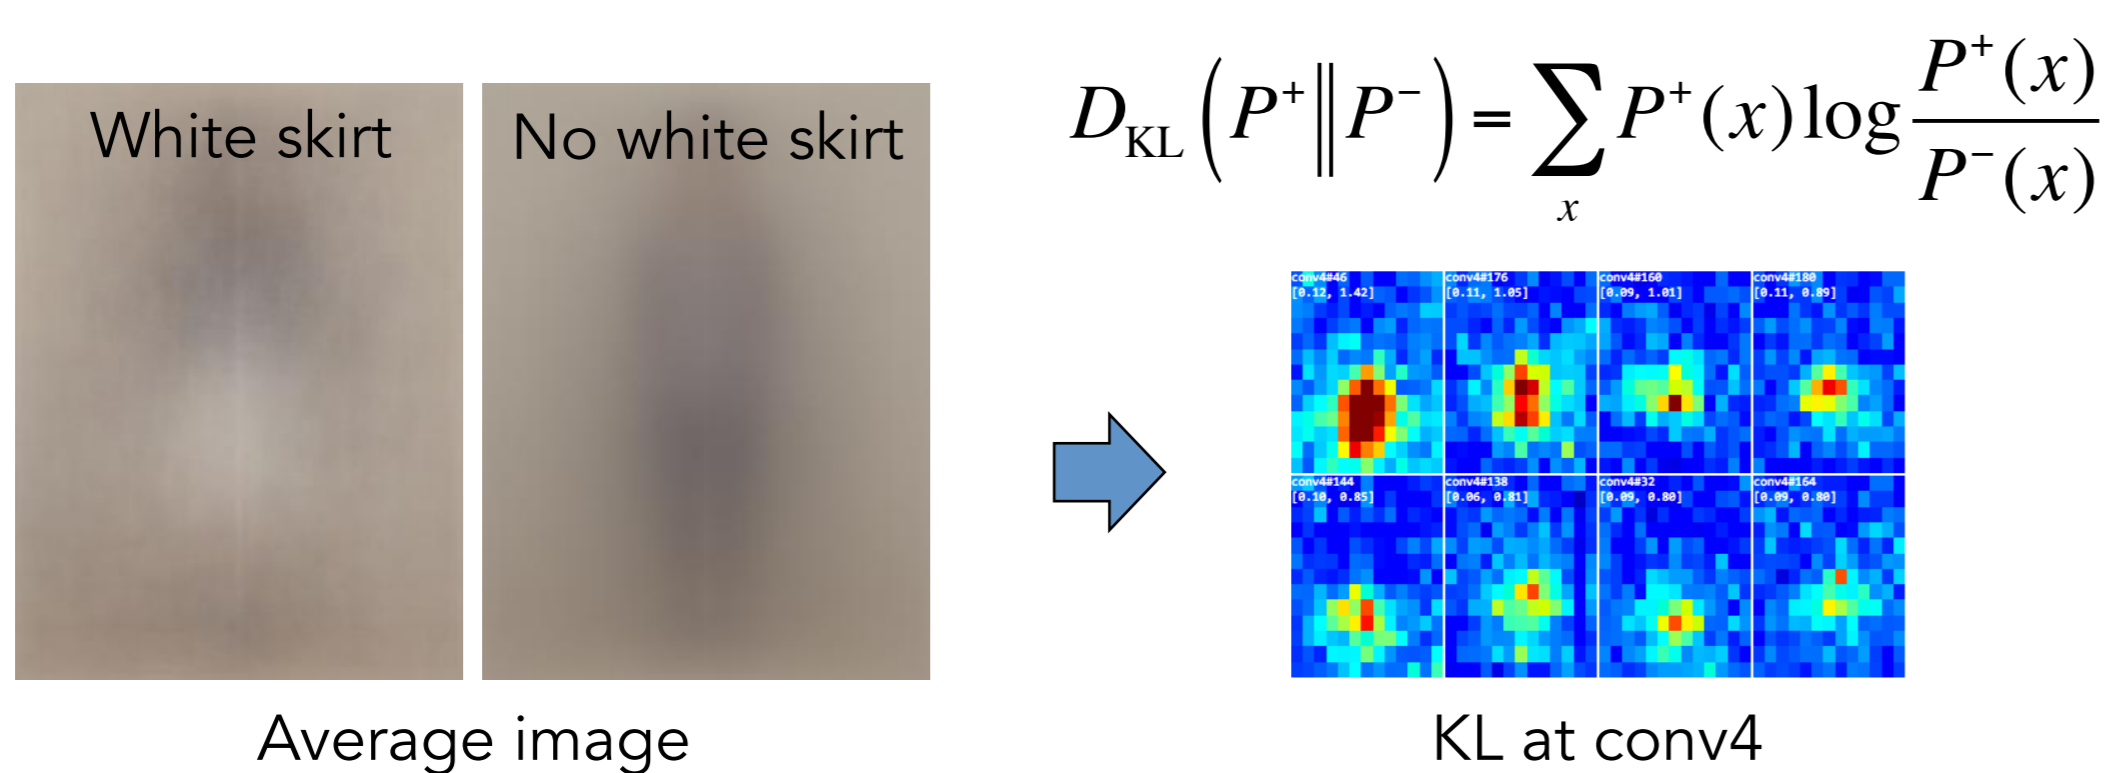 White skirt
No white skirt
D_KL(P⁺‖P⁻) = ∑_x P⁺(x) log P⁺(x)/P⁻(x)
conv4#46
[0.12, 1.42]
conv4#176
[0.11, 1.05]
conv4#160
[0.09, 1.01]
conv4#180
[0.11, 0.89]
conv4#144
[0.10, 0.85]
conv4#138
[0.06, 0.81]
conv4#32
[0.09, 0.80]
conv4#164
[0.09, 0.80]
Average image
KL at conv4